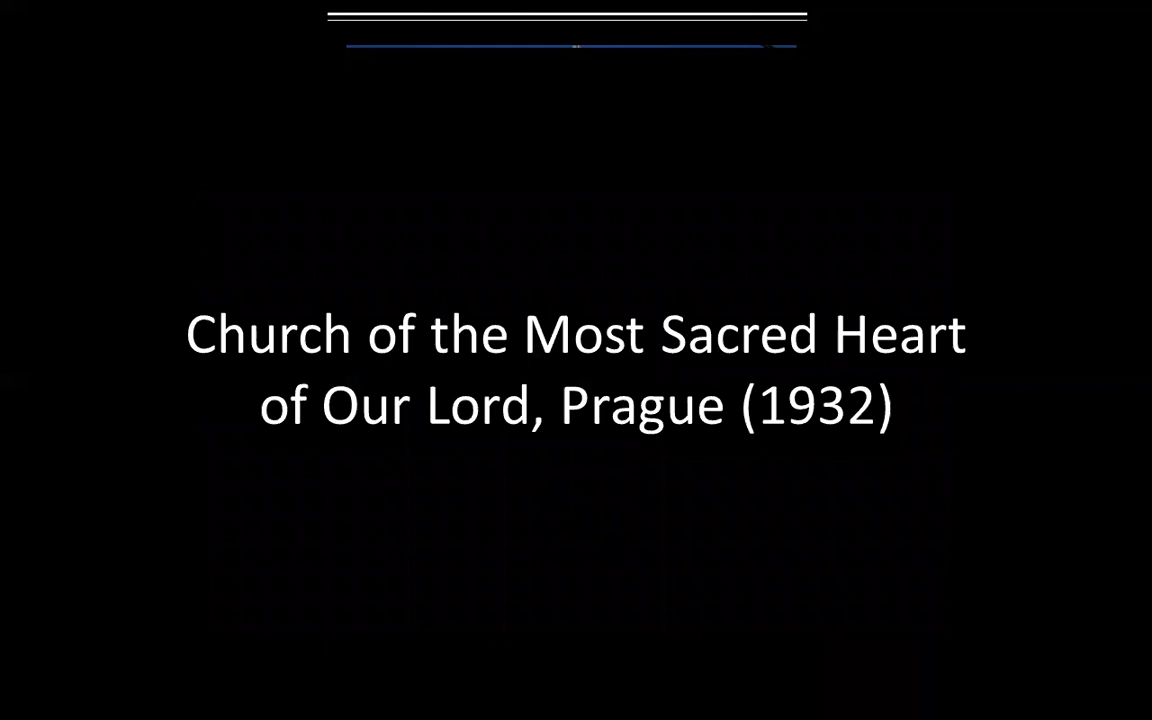 Church of the Most Sacred Heart
of Our Lord, Prague (1932)